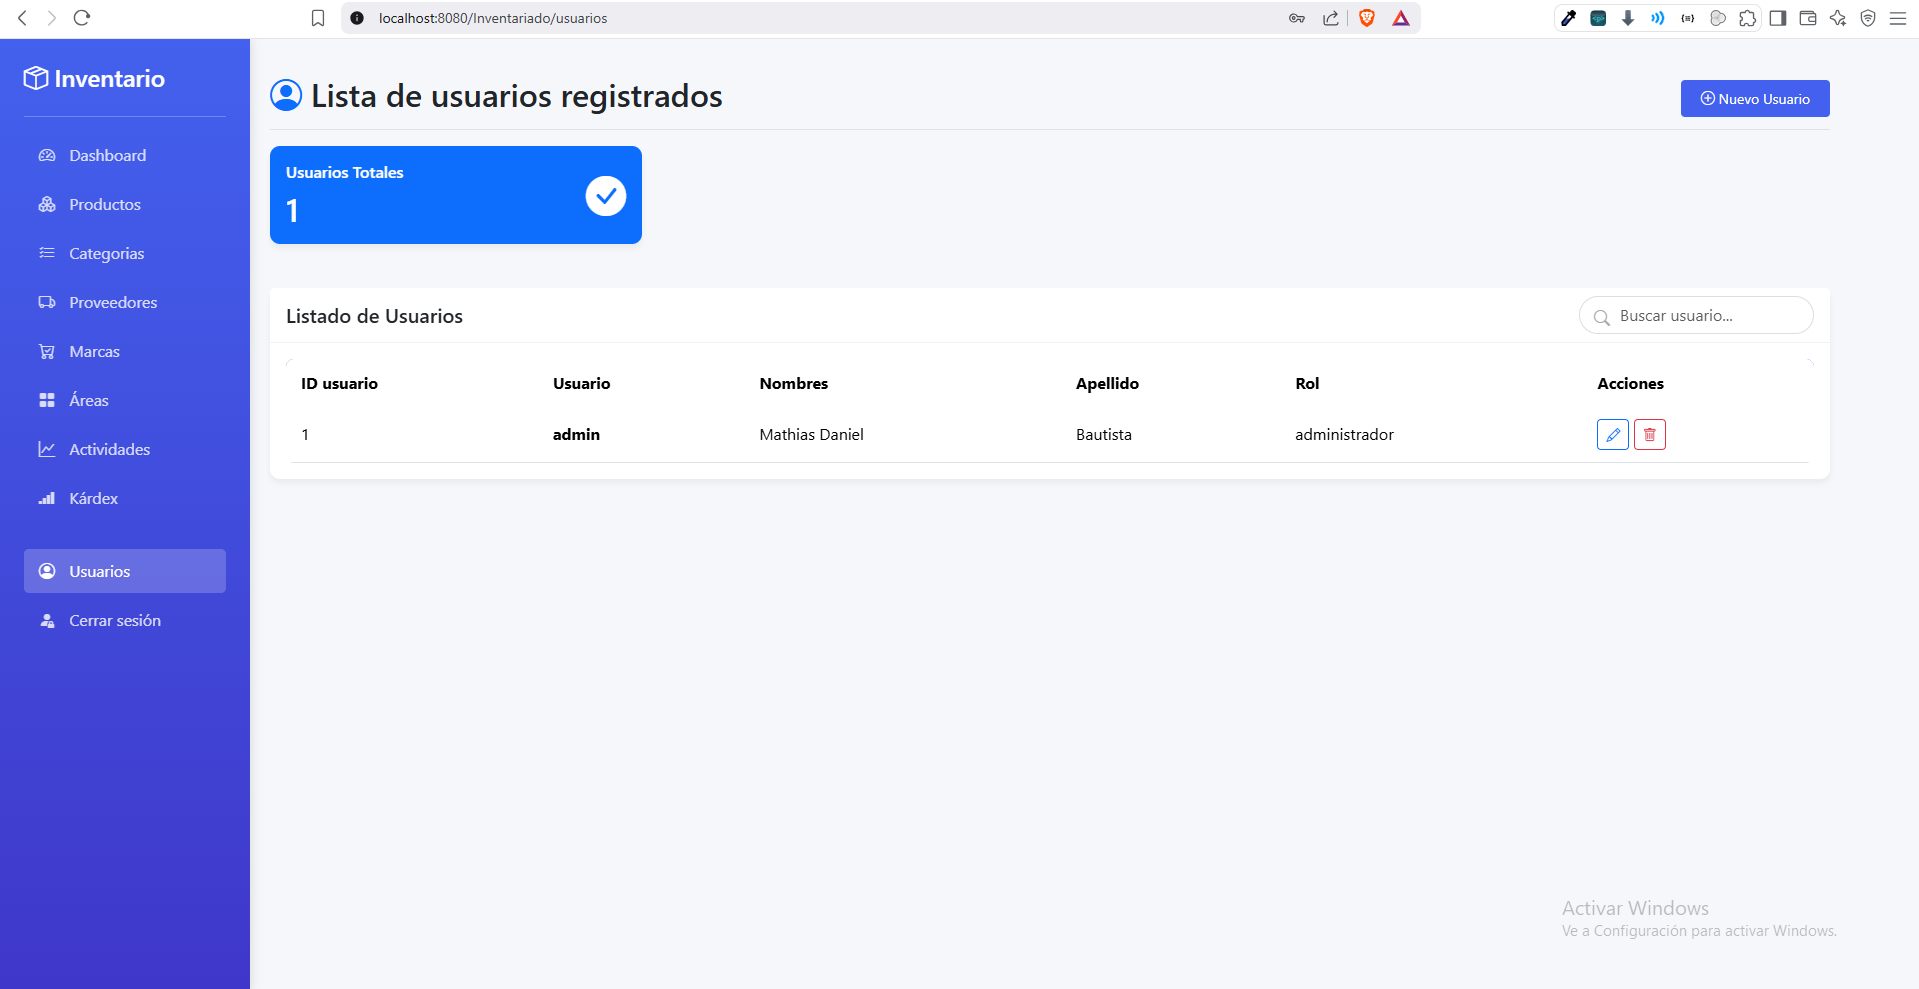 localhost:8080/Inventariado/usuarios
Inventario
Dashboard
Productos
Categorias
Proveedores
Marcas
Áreas
Actividades
Kárdex
Usuarios
Cerrar sesión
Lista de usuarios registrados
Nuevo Usuario
Usuarios Totales
1
Listado de Usuarios
Buscar usuario...
ID usuario Usuario Nombres Apellido Rol Acciones
1 admin Mathias Daniel Bautista administrador
Activar Windows
Ve a Configuración para activar Windows.